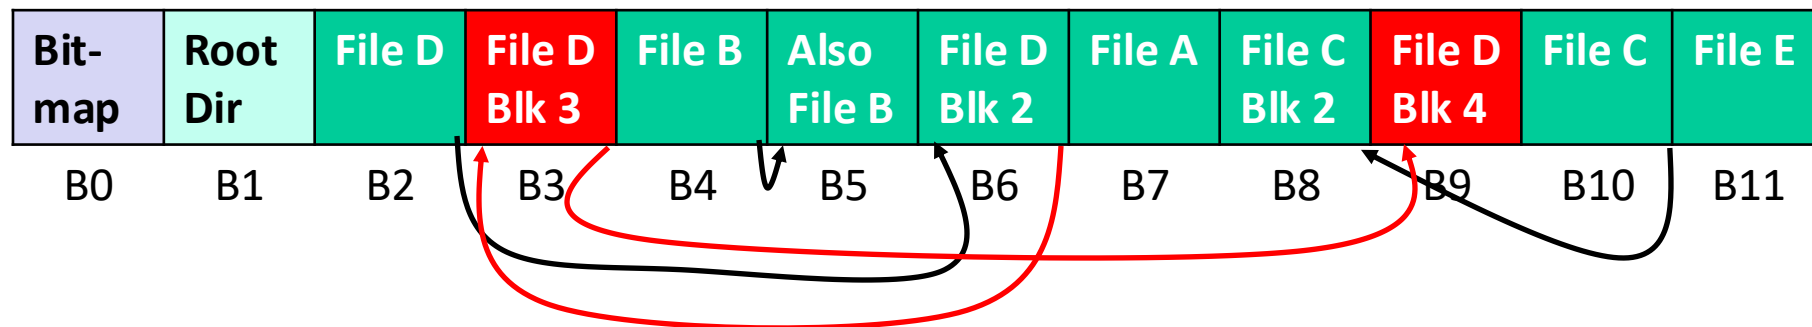 Bit-
map
Root
Dir
File D
File D
Blk 3
File B
Also
File B
File D
Blk 2
File A
File C
Blk 2
File D
Blk 4
File C
File E
B0
B1
B2
B3
B4
B5
B6
B7
B8
B9
B10
B11